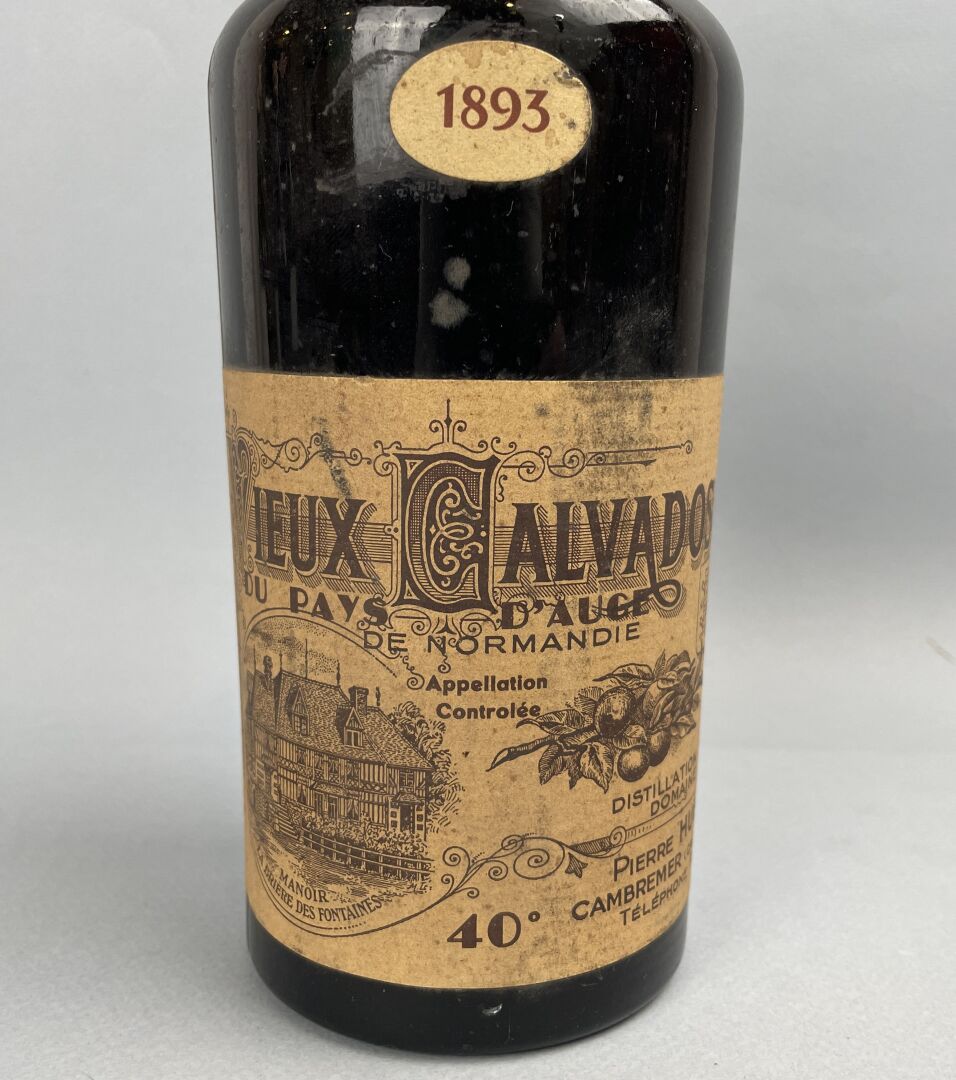 1893
VIEUX CALVADOS
DU PAYS D'AUGE
DE NORMANDIE
Appellation
Controlée
DISTILLATION
DOMAINE
MANOIR
BRIÈRE DES FONTAINES
40°
PIERRE
CAMBREMER
TÉLÉPHONE